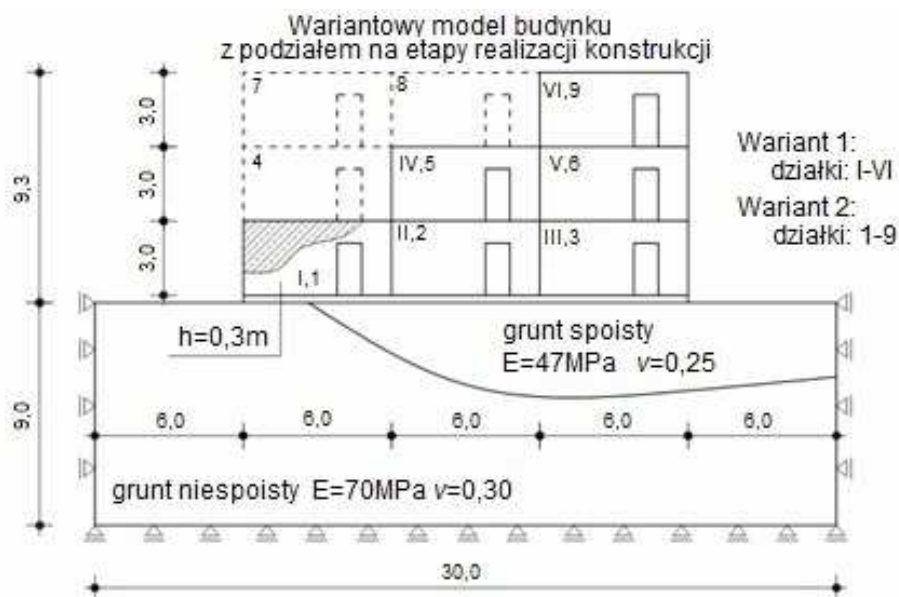 Wariantowy model budynku
z podziałem na etapy realizacji konstrukcji
7
8
VI,9
3,0
4
IV,5
V,6
3,0
9,3
I,1
II,2
III,3
3,0
Wariant 1:
działki: I-VI
Wariant 2:
działki: 1-9
h=0,3m
grunt spoisty
E=47MPa v=0,25
9,0
6,0
6,0
6,0
6,0
6,0
grunt niespoisty E=70MPa v=0,30
30,0